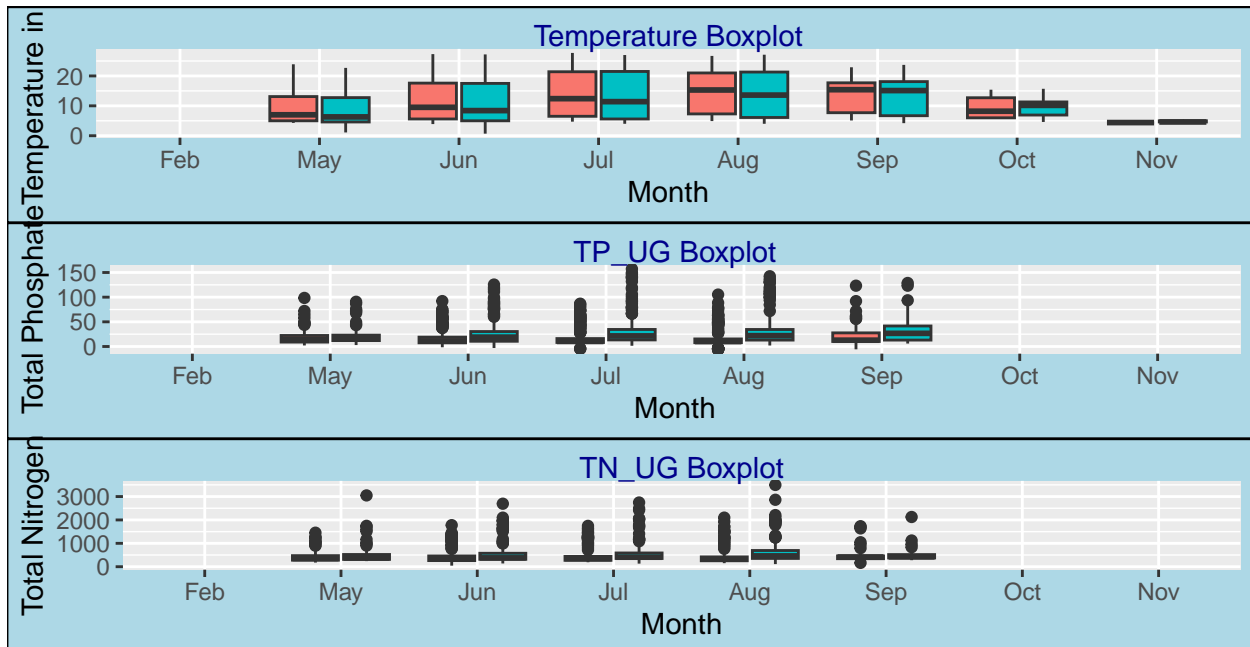 Temperature Boxplot
Temperature in
20
10
0
Feb May Jun Jul Aug Sep Oct Nov
Month
TP_UG Boxplot
Total Phosphate
150
100
50
0
Feb May Jun Jul Aug Sep Oct Nov
Month
TN_UG Boxplot
Total Nitrogen
3000
2000
1000
0
Feb May Jun Jul Aug Sep Oct Nov
Month